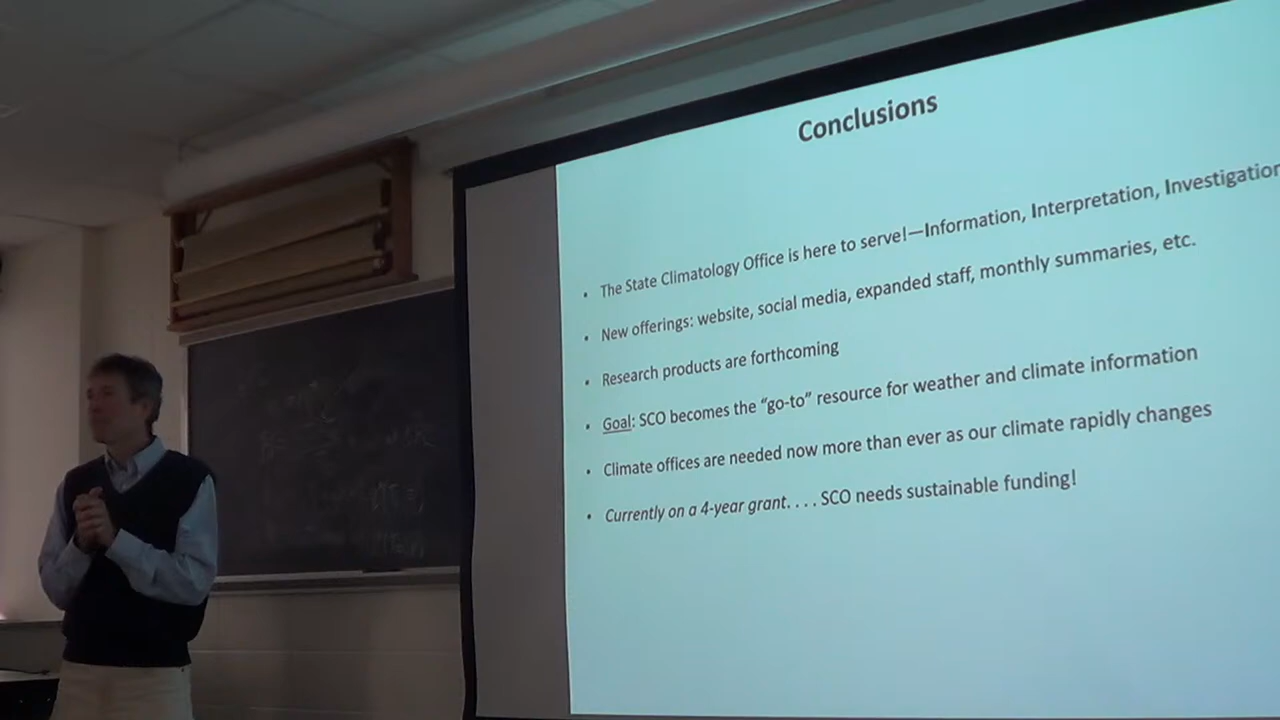 Conclusions
• The State Climatology Office is here to serve!—Information, Interpretation, Investigation
• New offerings: website, social media, expanded staff, monthly summaries, etc.
• Research products are forthcoming
• Goal: SCO becomes the “go-to” resource for weather and climate information
• Climate offices are needed now more than ever as our climate rapidly changes
• Currently on a 4-year grant. . . . SCO needs sustainable funding!